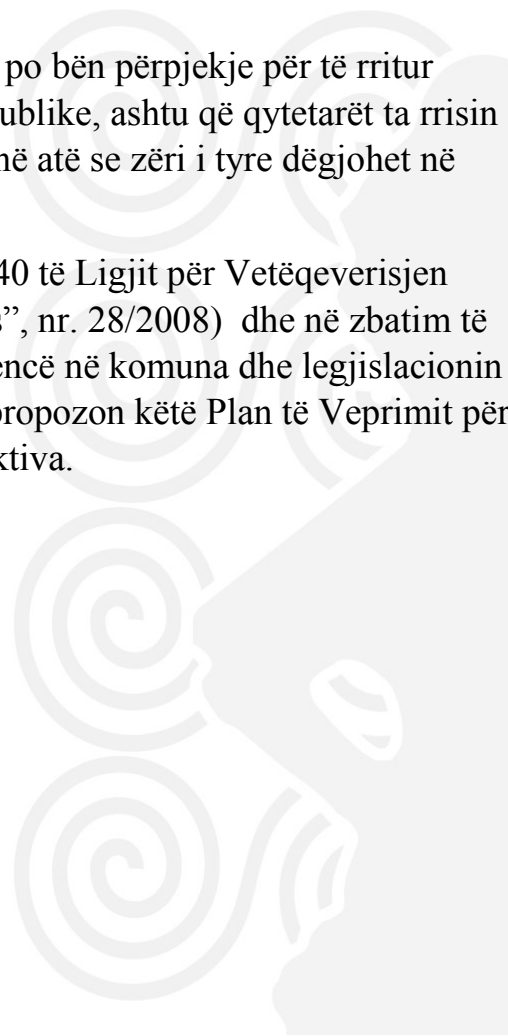 po bën përpjekje për të rritur
ublike, ashtu që qytetarët ta rrisin
në atë se zëri i tyre dëgjohet në
40 të Ligjit për Vetëqeverisjen
s”, nr. 28/2008) dhe në zbatim të
encë në komuna dhe legjislacionin
propozon këtë Plan të Veprimit për
ktiva.